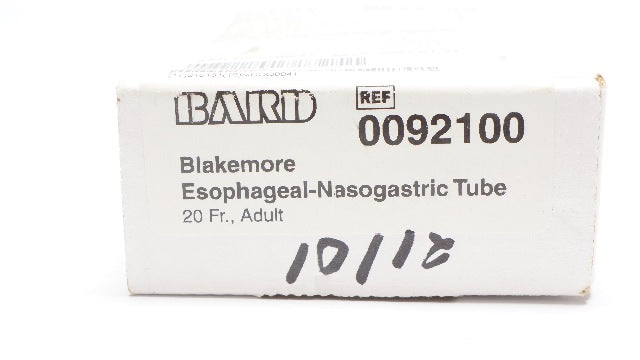 BARD
REF
0092100
Blakemore
Esophageal-Nasogastric Tube
20 Fr., Adult
10/12